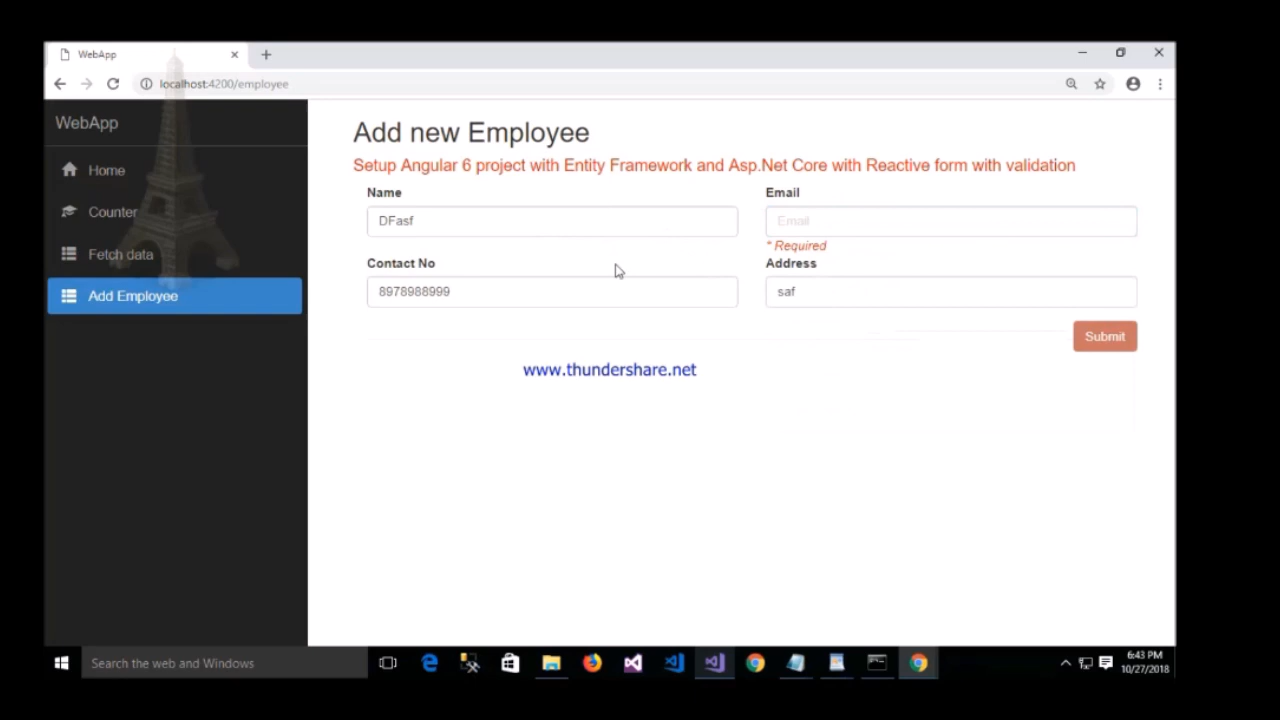 WebApp
localhost:4200/employee
WebApp
Home
Counter
Fetch data
Add Employee
Add new Employee
Setup Angular 6 project with Entity Framework and Asp.Net Core with Reactive form with validation
Name
Email
DFasf
Email
* Required
Contact No
Address
8978988999
saf
Submit
www.thundershare.net
Search the web and Windows
6:43 PM
10/27/2018